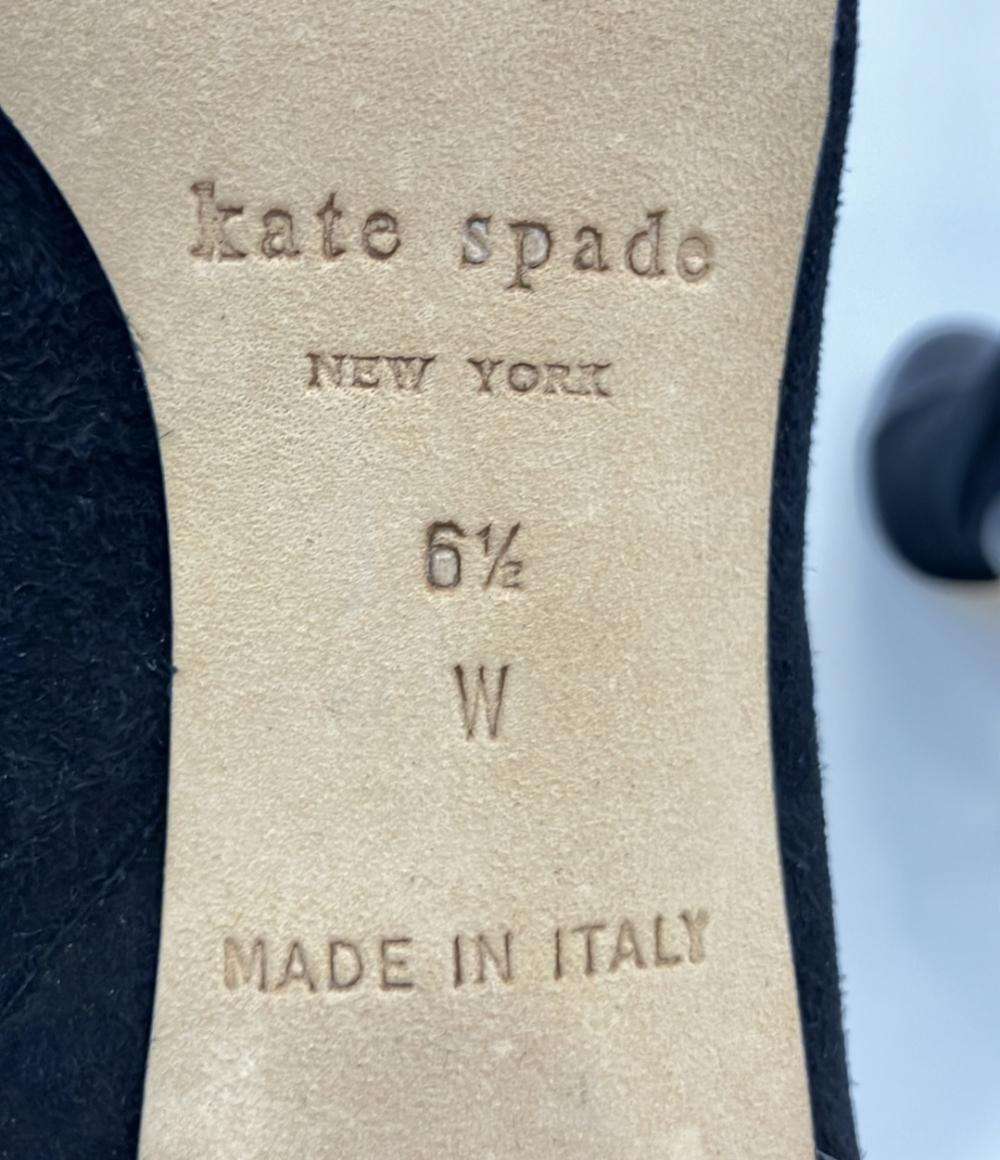 kate spade
NEW YORK
6½
W
MADE IN ITALY